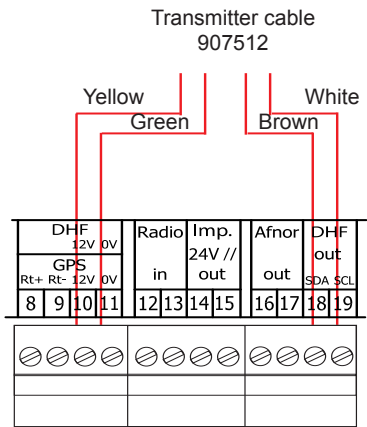 Transmitter cable
907512
Yellow
White
Green
Brown
DHF
12V 0V
GPS
Rt+ Rt- 12V 0V
8 9 10 11
Radio
in
12 13
Imp.
24V //
out
14 15
Afnor
out
16 17
DHF
out
SDA SCL
18 19